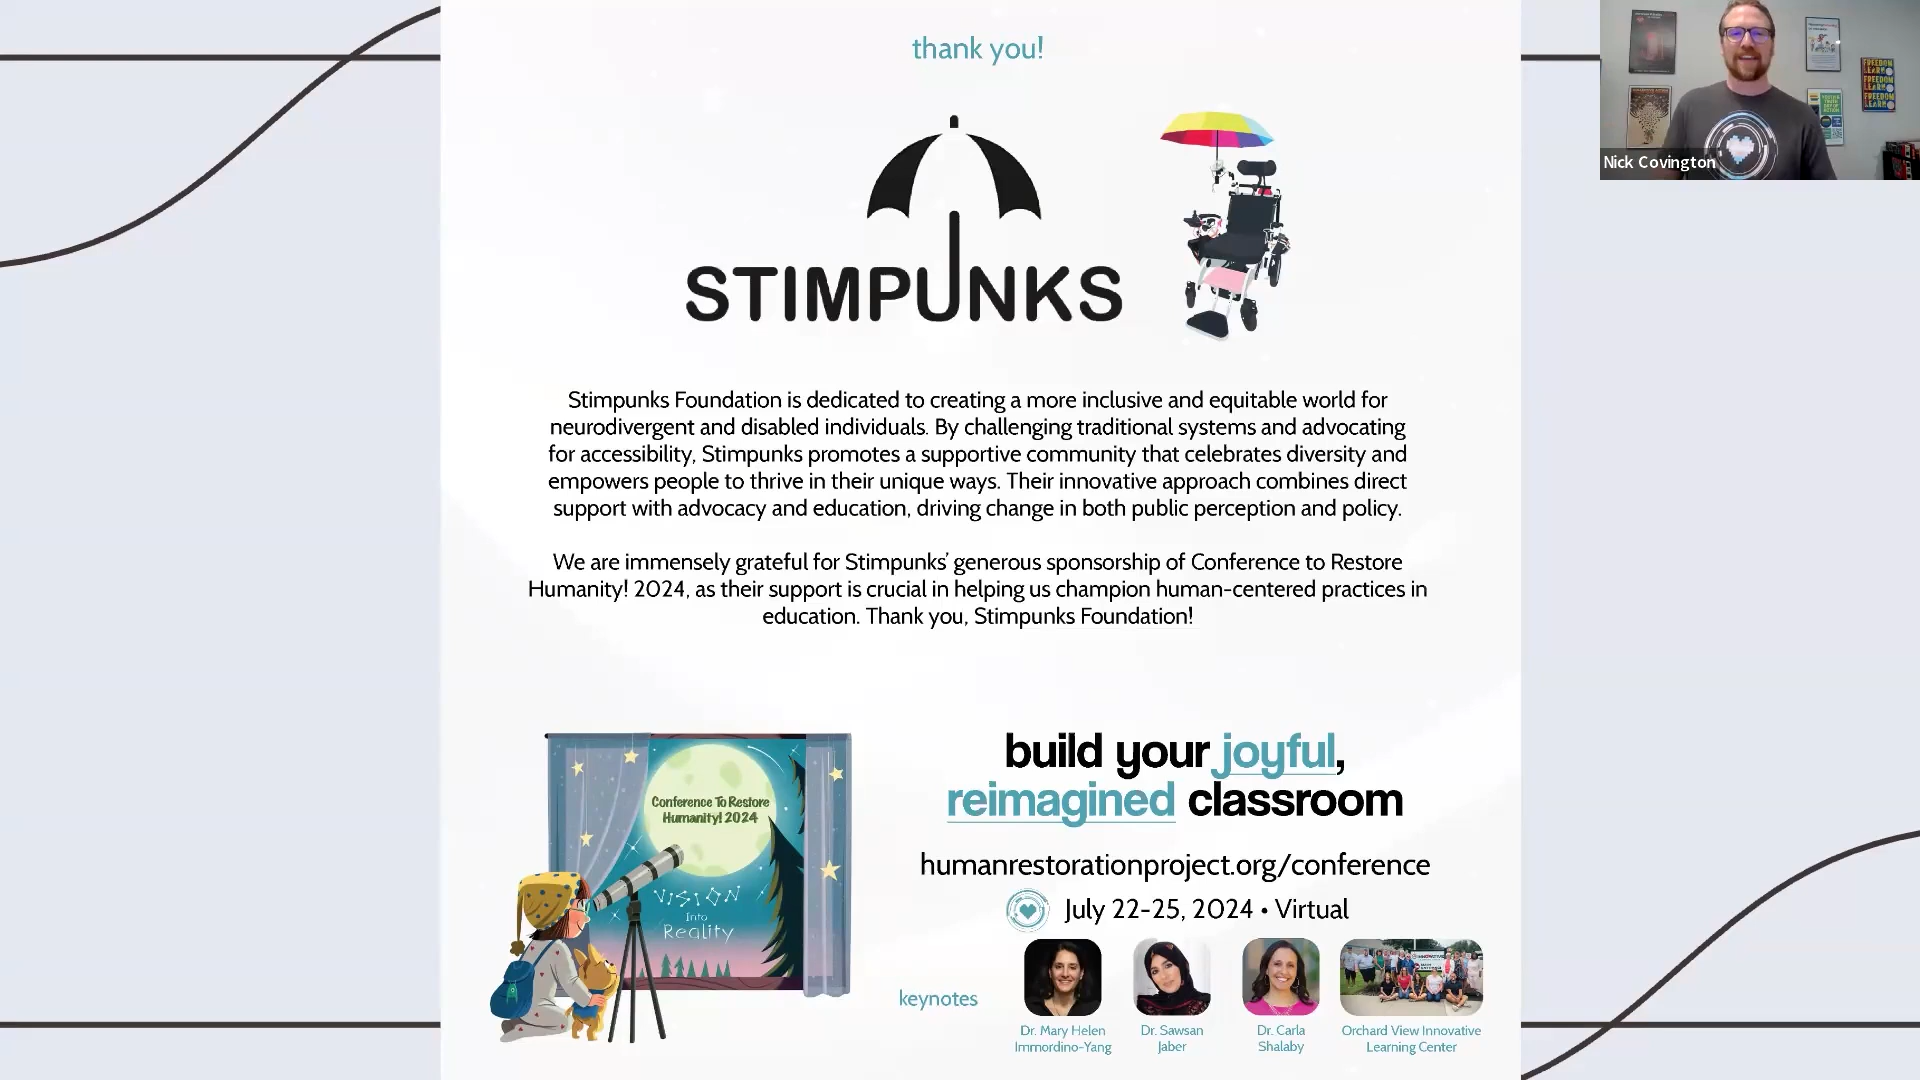 thank you!
STIMPUNKS
Stimpunks Foundation is dedicated to creating a more inclusive and equitable world for
neurodivergent and disabled individuals. By challenging traditional systems and advocating
for accessibility, Stimpunks promotes a supportive community that celebrates diversity and
empowers people to thrive in their unique ways. Their innovative approach combines direct
support with advocacy and education, driving change in both public perception and policy.
We are immensely grateful for Stimpunks’ generous sponsorship of Conference to Restore
Humanity! 2024, as their support is crucial in helping us champion human-centered practices in
education. Thank you, Stimpunks Foundation!
Conference To Restore
Humanity! 2024
VISION
Into
Reality
build your joyful,
reimagined classroom
humanrestorationproject.org/conference
July 22-25, 2024 • Virtual
keynotes
Dr. Mary Helen
Immordino-Yang
Dr. Sawsan
Jaber
Dr. Carla
Shalaby
Orchard View Innovative
Learning Center
Nick Covington
FREEDOM
LEARN
FREEDOM
LEARN
FREEDOM
LEARN